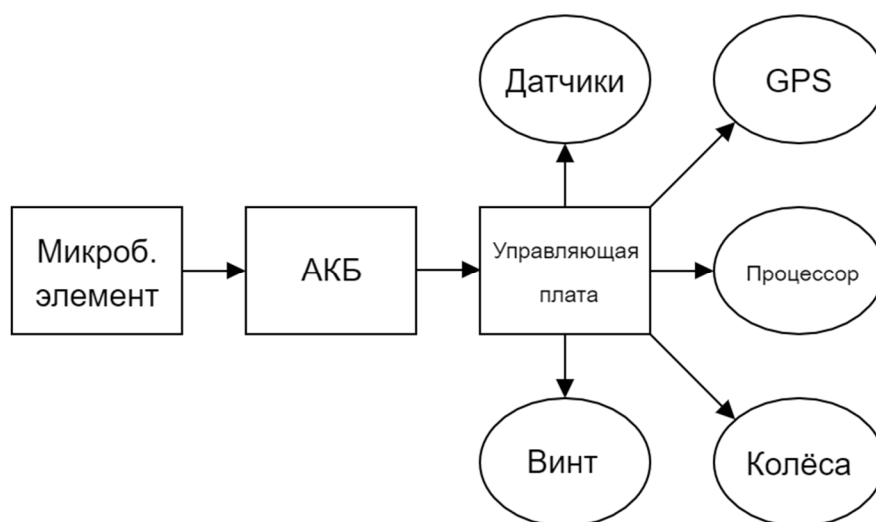 Датчики
GPS
Микроб.
элемент
АКБ
Управляющая
плата
Процессор
Винт
Колёса